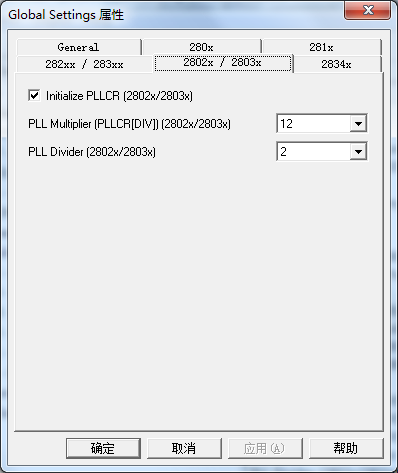 Global Settings 属性
General 280x 281x
282xx / 283xx 2802x / 2803x 2834x
Initialize PLLCR (2802x/2803x)
PLL Multiplier (PLLCR[DIV]) (2802x/2803x) 12
PLL Divider (2802x/2803x) 2
确定 取消 应用(A) 帮助